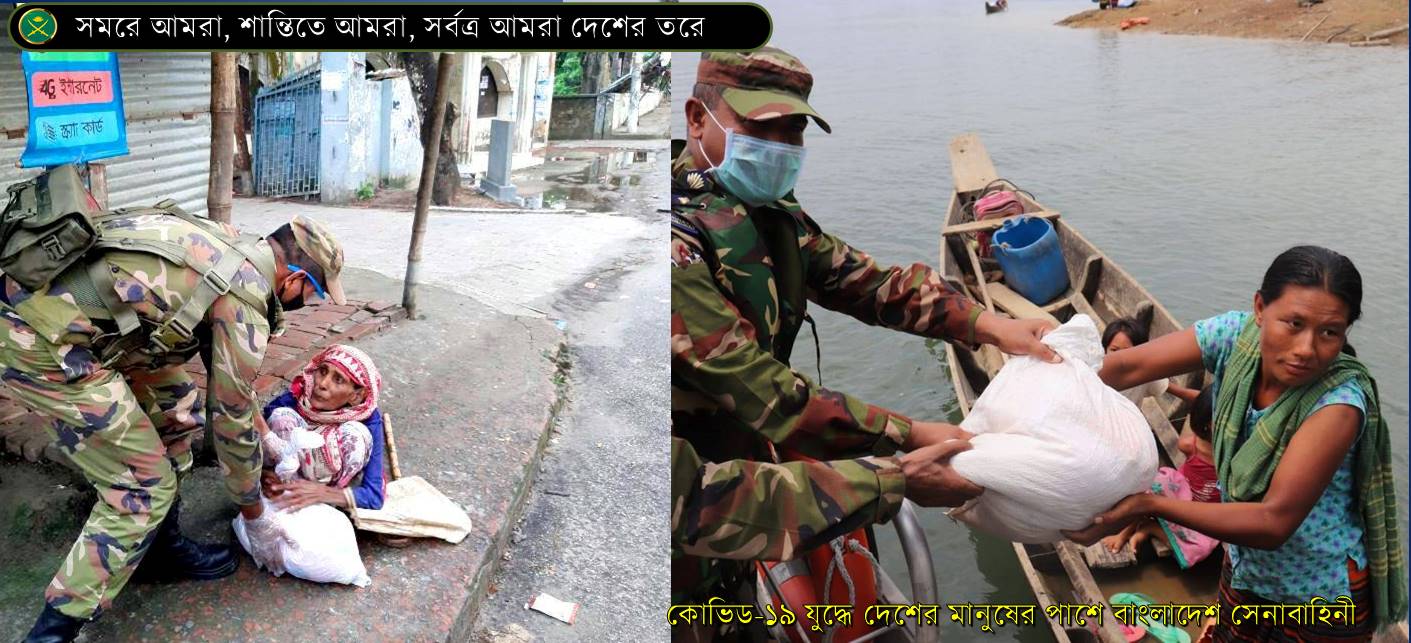 সমরে আমরা, শান্তিতে আমরা, সর্বত্র আমরা দেশের তরে
4G ইন্টারনেট
স্ক্র্যাচ কার্ড
কোভিড-১৯ যুদ্ধে দেশের মানুষের পাশে বাংলাদেশ সেনাবাহিনী